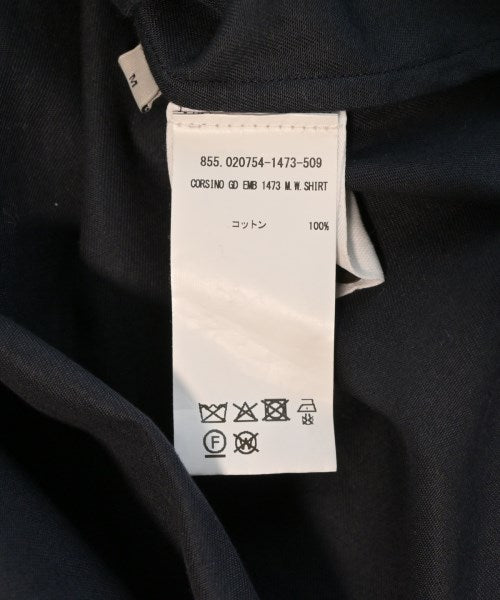 M
855.020754-1473-509
CORSINO GD EMB 1473 M.W.SHIRT
コットン 100%
F
W